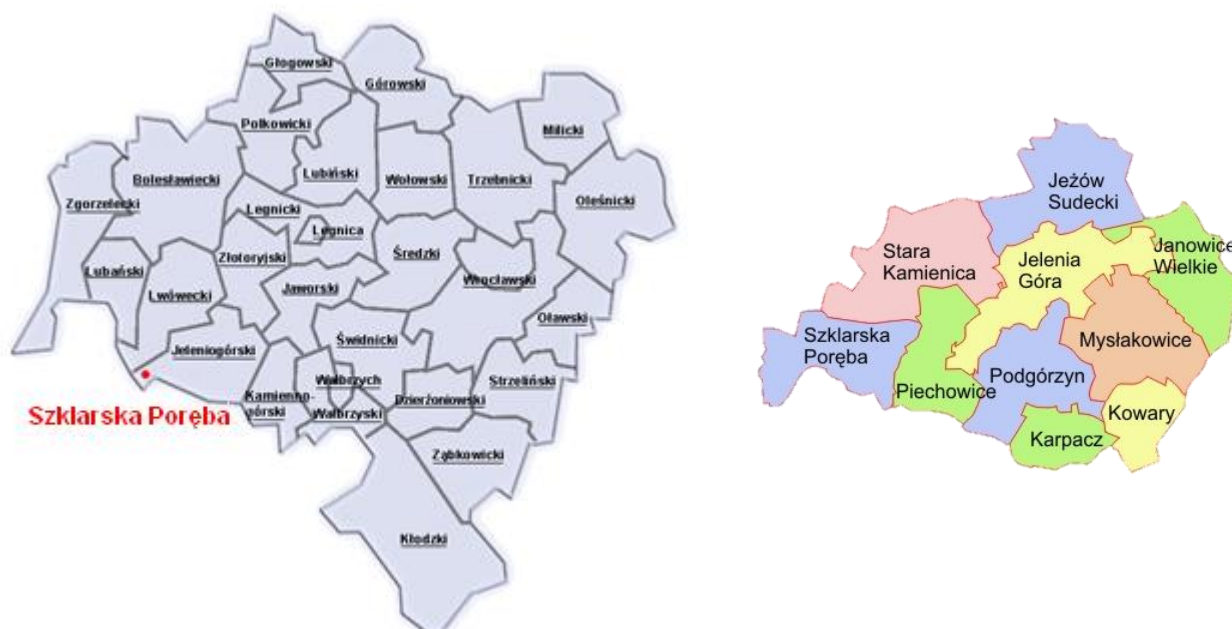 Głogowski
Górowski
Polkowicki
Milicki
Bolesławiecki
Lubiński
Wołowski
Trzebnicki
Zgorzelecki
Oleśnicki
Legnicki
Legnica
Złotoryjski
Średzki
Lubański
Wrocławski
Lwówecki
Jaworski
Oławski
Świdnicki
Jeleniogórski
Wałbrzych
Strzeliński
Kamienno-
górski
Dzierżoniowski
Wałbrzyski
Szklarska Poręba
Ząbkowicki
Kłodzki
Jeżów
Sudecki
Stara
Kamienica
Jelenia
Góra
Janowice
Wielkie
Szklarska
Poręba
Mysłakowice
Piechowice
Podgórzyn
Kowary
Karpacz